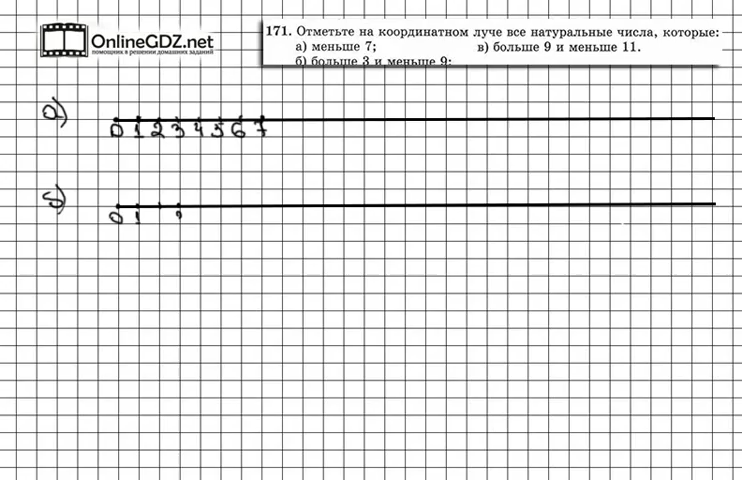 OnlineGDZ.net
помощник в решении домашних заданий
171. Отметьте на координатном луче все натуральные числа, которые:
а) меньше 7; в) больше 9 и меньше 11.
б) больше 3 и меньше 9;
а)
0 1 2 3 4 5 6 7
б)
0 1